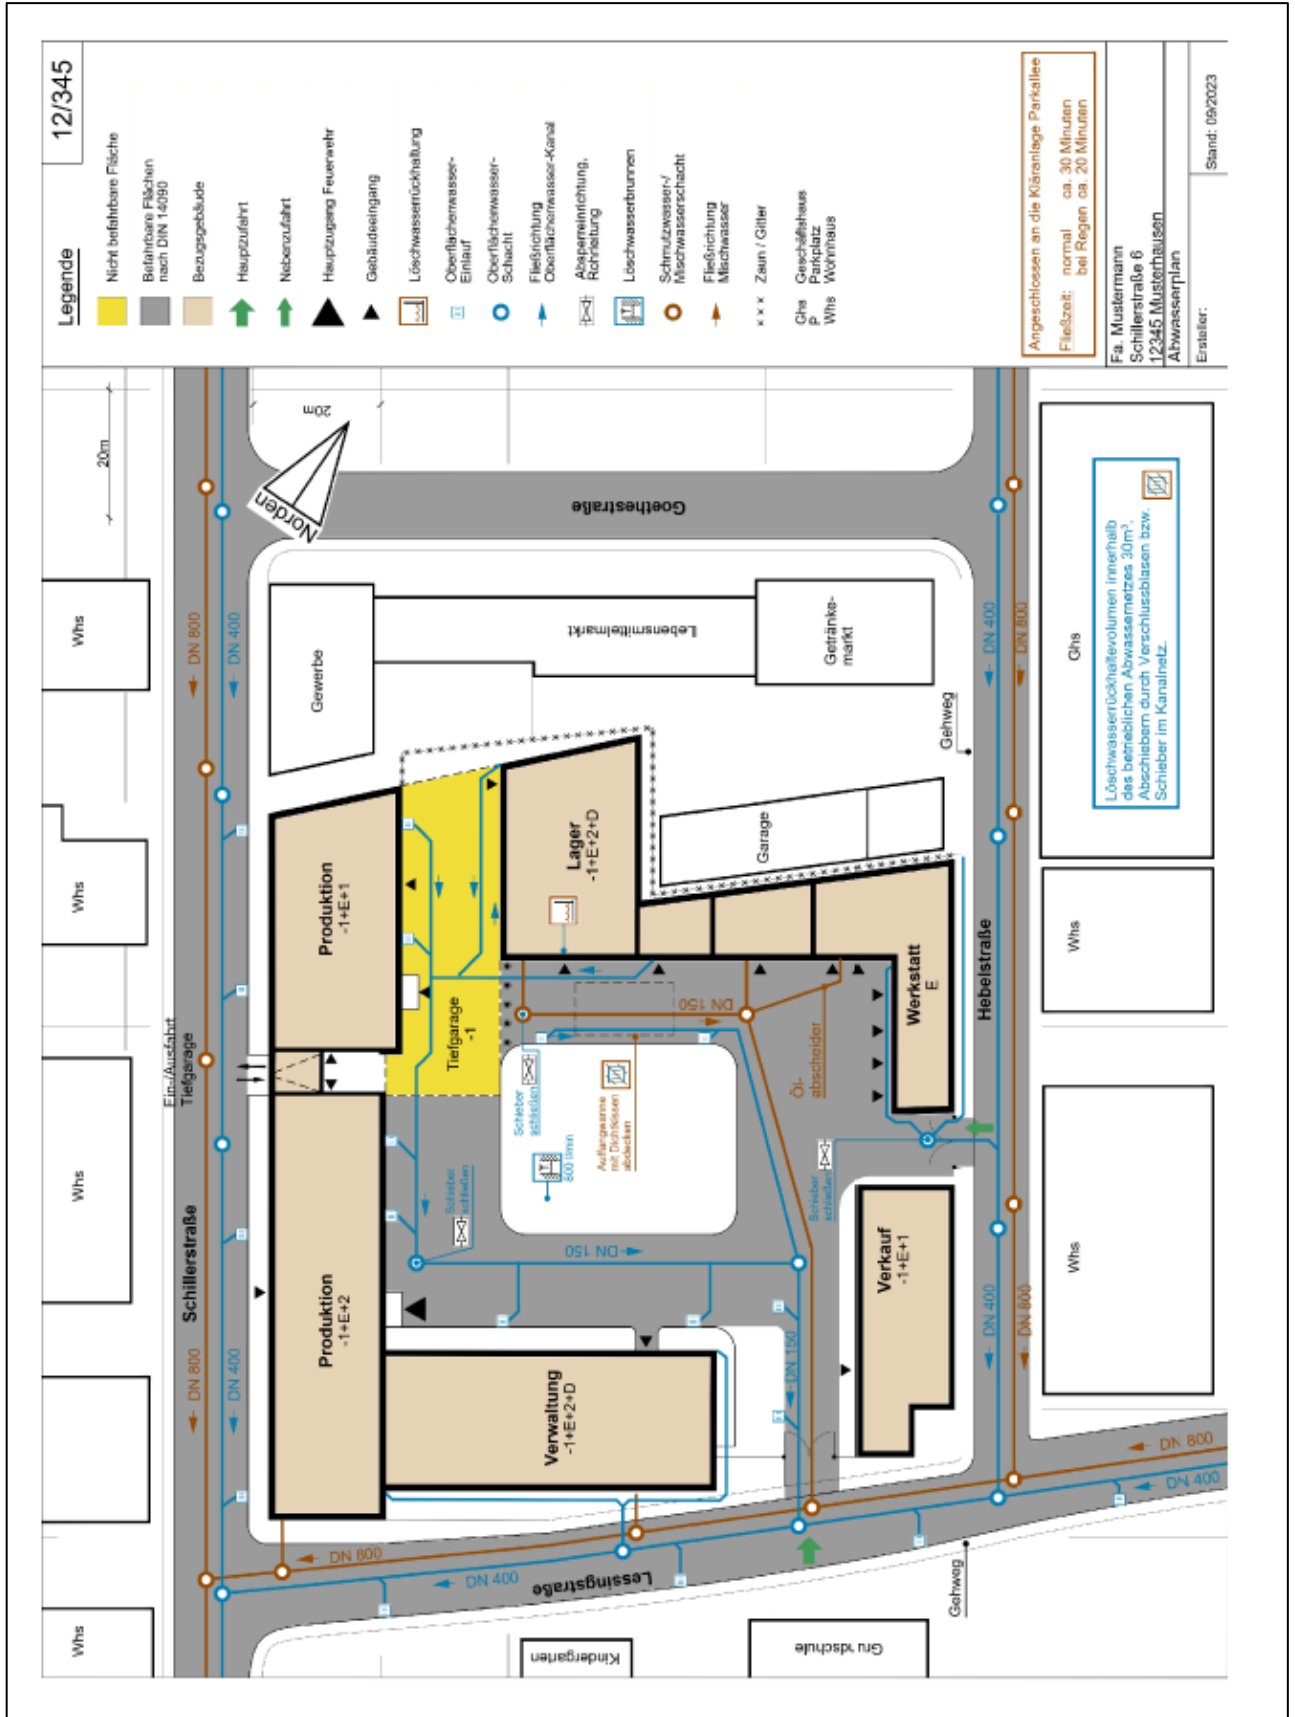 12/345
Legende
Nicht befahrbare Fläche
Befahrbare Flächen
nach DIN 14090
Bezugsgebäude
Hauptzufahrt
Nebenzufahrt
Hauptzugang Feuerwehr
Gebäudeeingang
Löschwasserrückhaltung
Oberflächenwasser-
Einlauf
Oberflächenwasser-
Schacht
Fließrichtung
Oberflächenwasser-Kanal
Absperreinrichtung,
Rohrleitung
Löschwasserbrunnen
Schmutzwasser-/
Mischwasserschacht
Fließrichtung
Mischwasser
x x x Zaun / Gitter
Ghs Geschäftshaus
P Parkplatz
Whs Wohnhaus
Angeschlossen an die Kläranlage Parkallee
Fließzeit: normal ca. 30 Minuten
bei Regen ca. 20 Minuten
Fa. Mustermann
Schillerstraße 6
12345 Musterhausen
Abwasserplan
Ersteller:
Stand: 09/2023
20m
20m
Norden
Whs
Whs
Whs
Whs
Schillerstraße
DN 800
DN 400
DN 800
DN 400
Ein-/Ausfahrt
Tiefgarage
Goethestraße
Gewerbe
Lebensmittelmarkt
Getränke-
markt
Gehweg
Produktion
-1+E+1
Tiefgarage
-1
Lager
-1+E+2+D
Garage
Werkstatt
E
Hebelstraße
DN 400
DN 800
DN 150
Öl-
abscheider
Schieber
schließen
800 l/min
Auffangwanne
mit Dichtkissen
abdecken
Schieber
schließen
Schieber
schließen
DN 150
DN 150
Produktion
-1+E+2
Verwaltung
-1+E+2+D
Verkauf
-1+E+1
DN 400
DN 800
DN 800
DN 400
DN 800
DN 400
Lessingstraße
Gehweg
Kindergarten
Grundschule
Ghs
Löschwasserrückhaltevolumen innerhalb
des betrieblichen Abwassernetzes 30m³.
Abschiebern durch Verschlussblasen bzw.
Schieber im Kanalnetz.
Whs
Whs